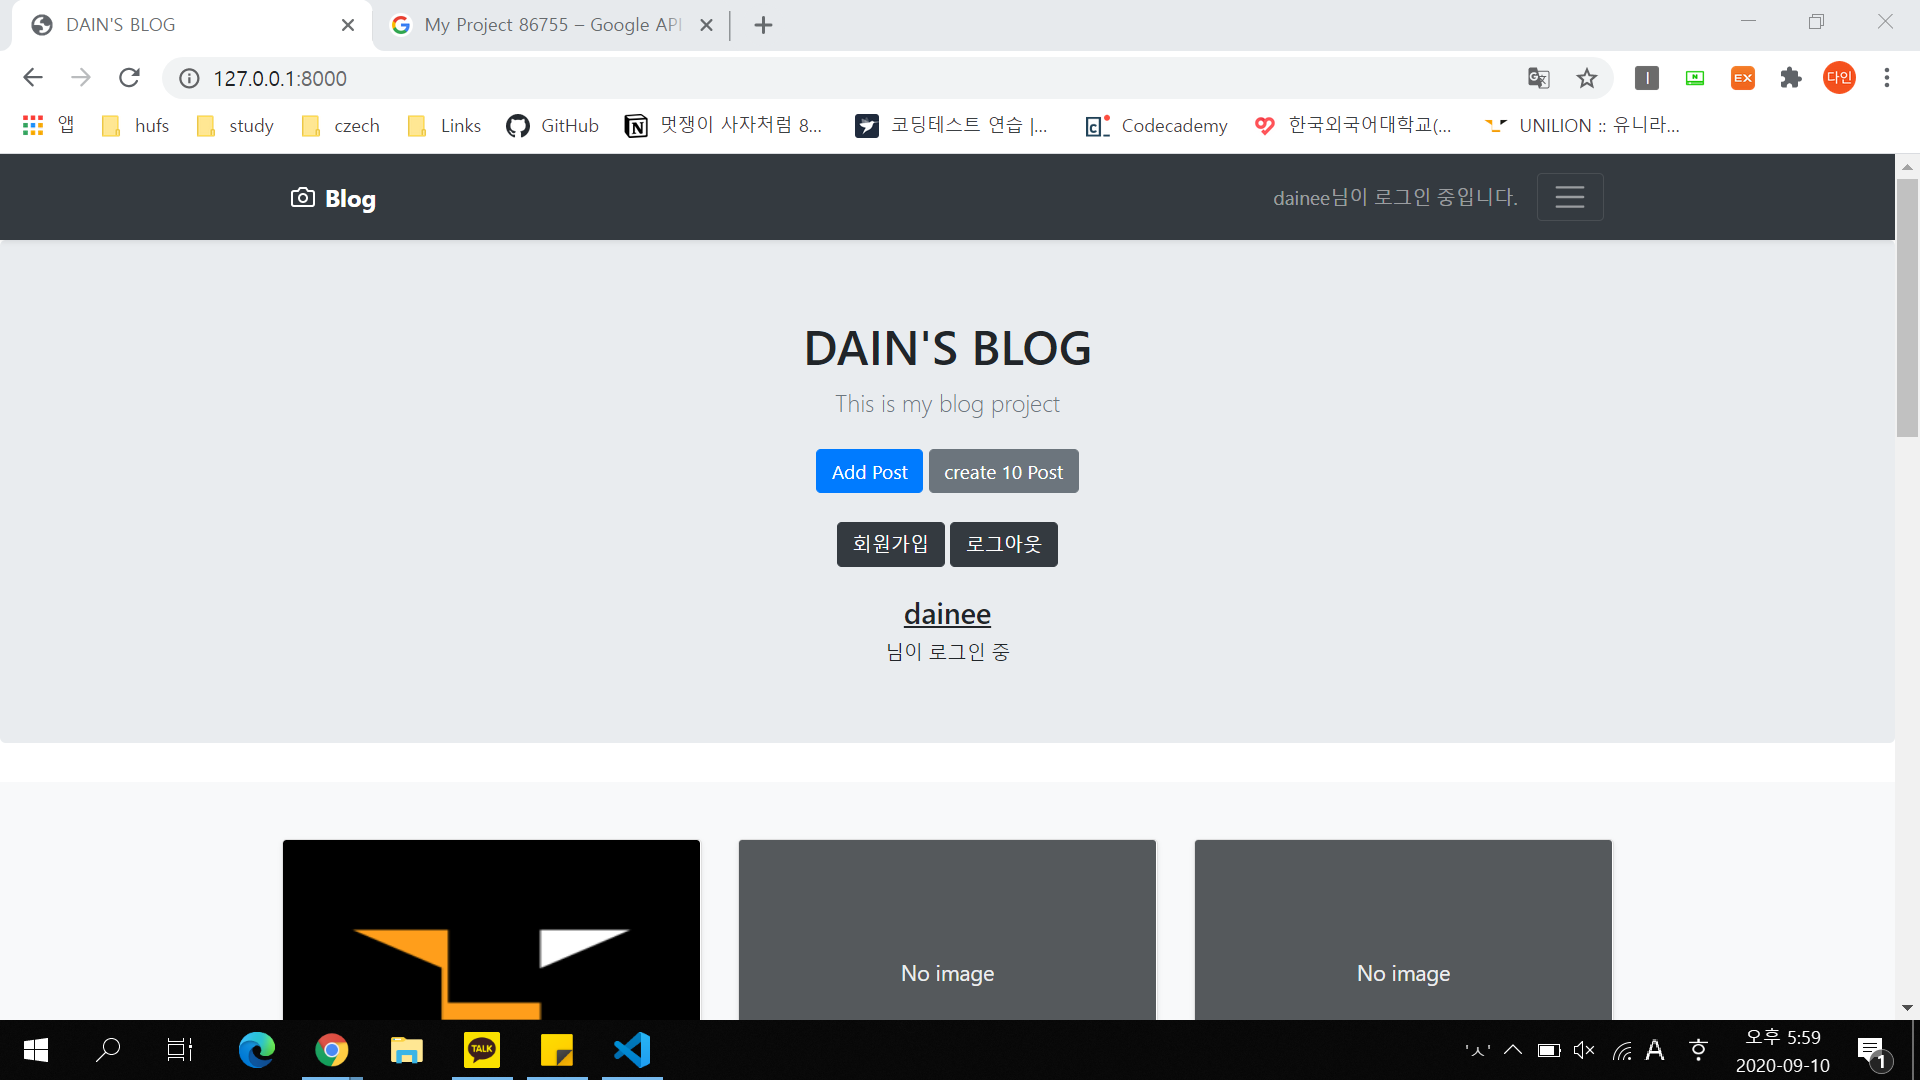 DAIN'S BLOG
My Project 86755 – Google API
127.0.0.1:8000
다인
앱
hufs
study
czech
Links
GitHub
멋쟁이 사자처럼 8...
코딩테스트 연습 |...
Codecademy
한국외국어대학교(...
UNILION :: 유니라...
Blog
dainee님이 로그인 중입니다.
DAIN'S BLOG
This is my blog project
Add Post
create 10 Post
회원가입
로그아웃
dainee
님이 로그인 중
No image
No image
TALK
A
오후 5:59
2020-09-10
1